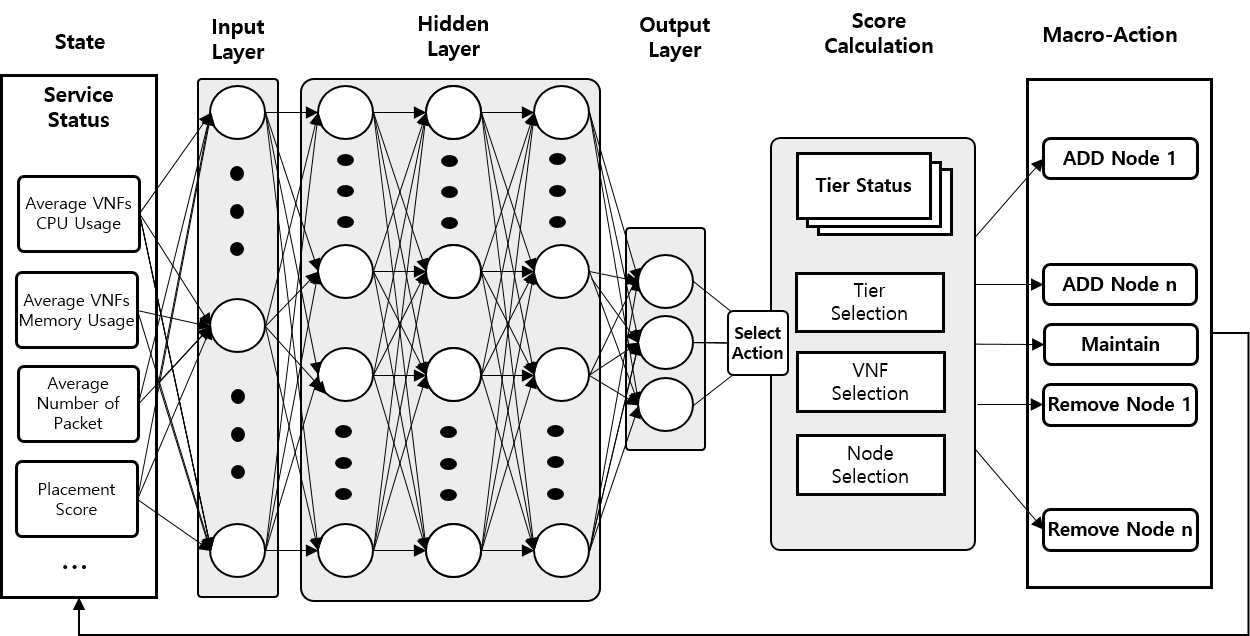 State
Input
Layer
Hidden
Layer
Output
Layer
Score
Calculation
Macro-Action
Service
Status
Average VNFs
CPU Usage
Average VNFs
Memory Usage
Average
Number of
Packet
Placement
Score
...
Select
Action
Tier Status
Tier
Selection
VNF
Selection
Node
Selection
ADD Node 1
ADD Node n
Maintain
Remove Node 1
Remove Node n